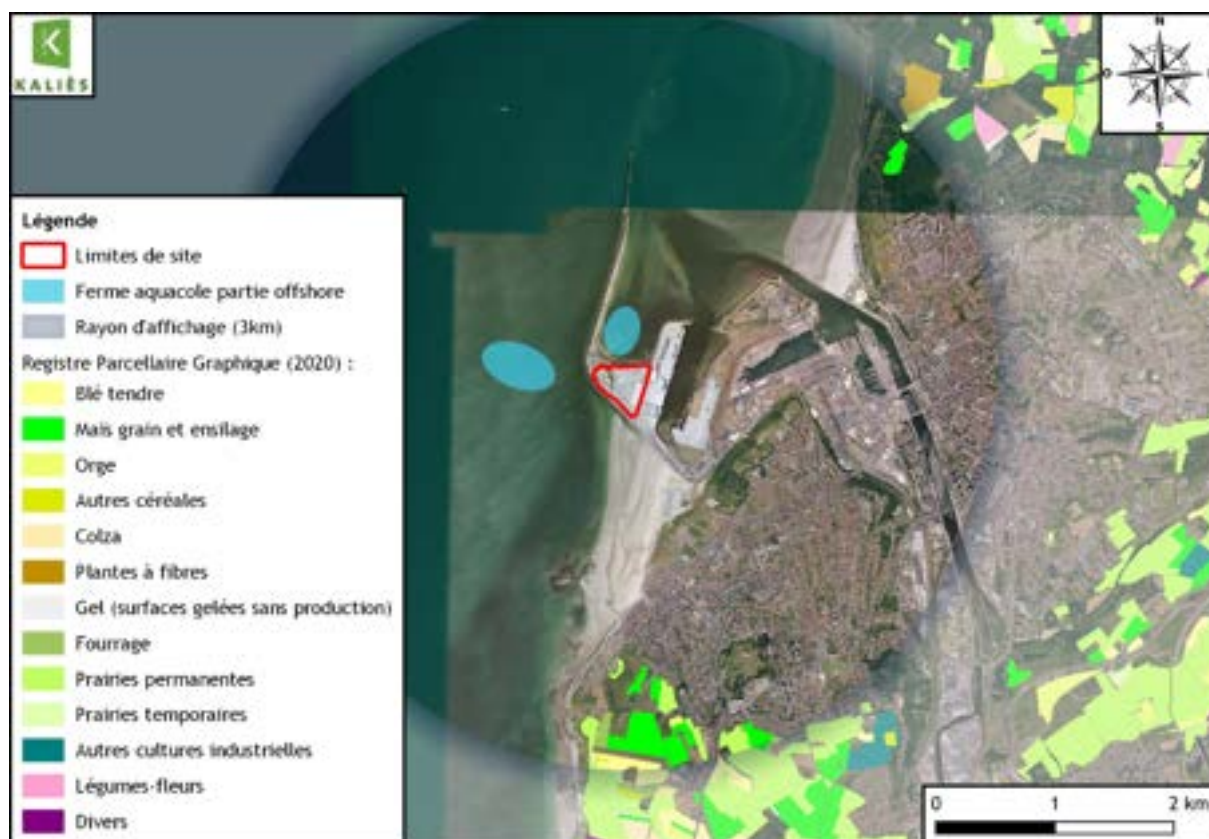 KALIÈS
N
O
S
Légende
Limites de site
Ferme aquacole partie offshore
Rayon d'affichage (3km)
Registre Parcellaire Graphique (2020) :
Blé tendre
Maïs grain et ensilage
Orge
Autres céréales
Colza
Plantes à fibres
Gel (surfaces gelées sans production)
Fourrage
Prairies permanentes
Prairies temporaires
Autres cultures industrielles
Légumes-fleurs
Divers
0 1 2 km